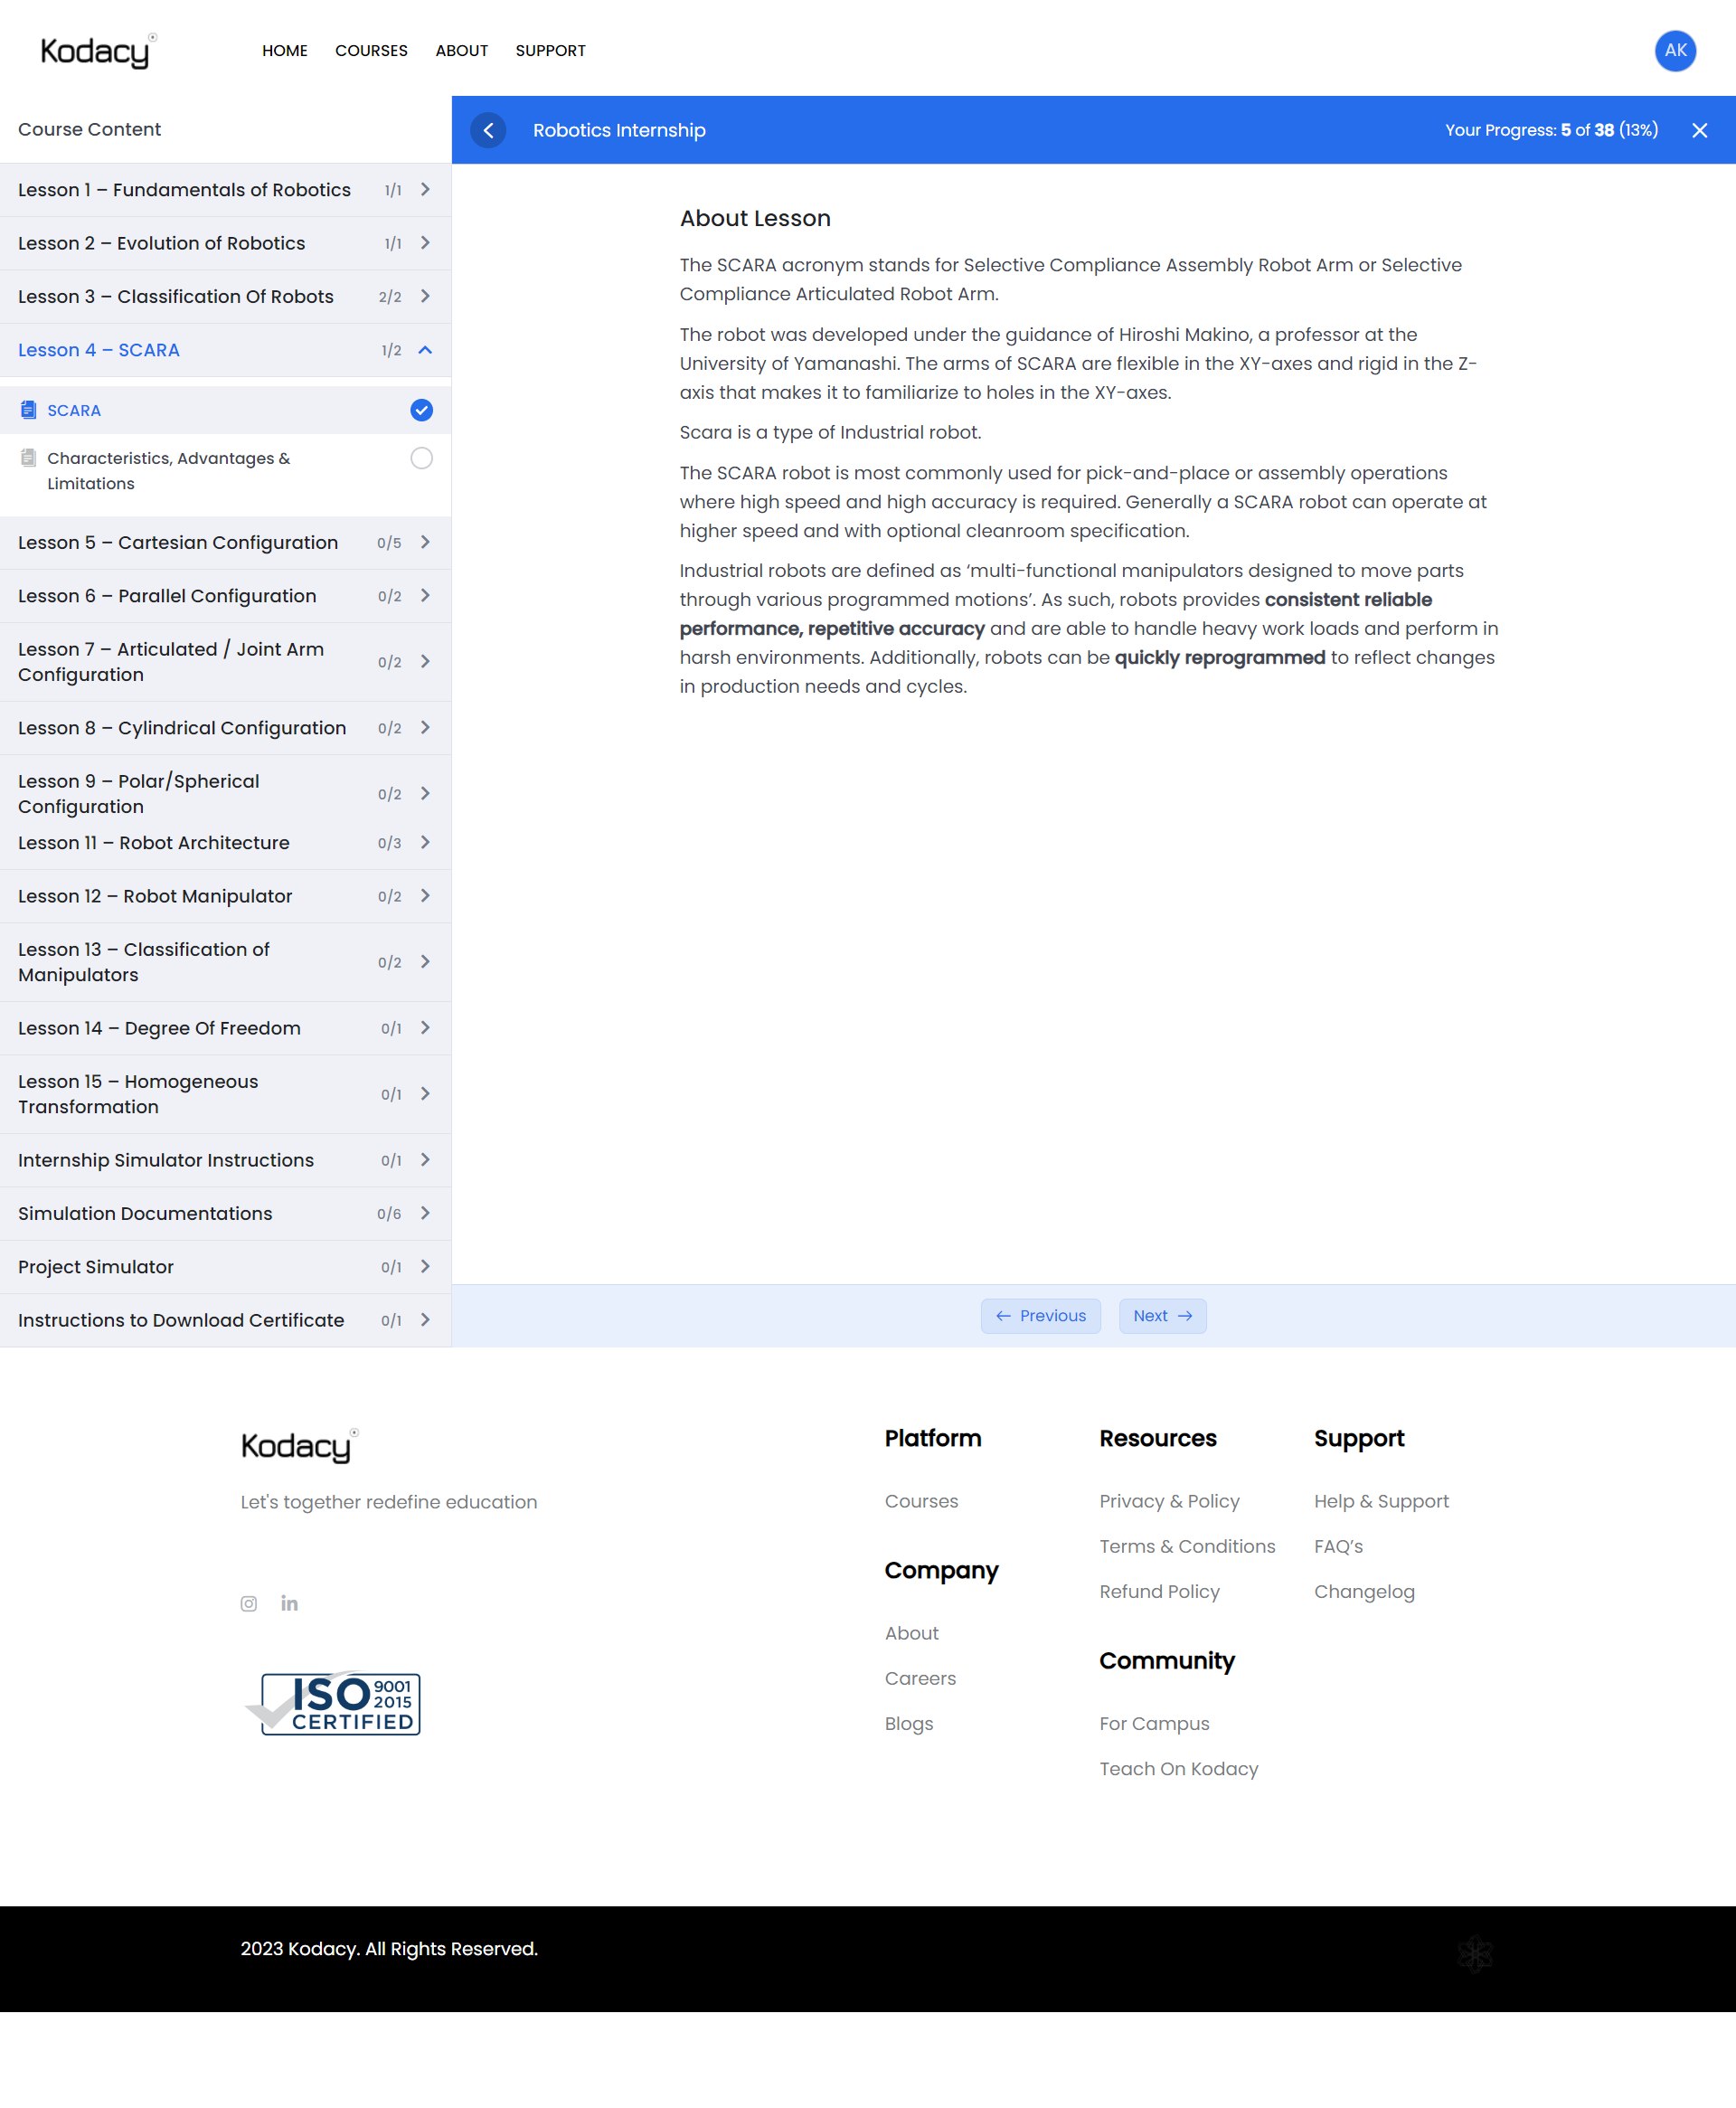 Kodacy
HOME COURSES ABOUT SUPPORT
AK
Course Content
Robotics Internship
Your Progress: 5 of 38 (13%)
Lesson 1 – Fundamentals of Robotics 1/1
Lesson 2 – Evolution of Robotics 1/1
Lesson 3 – Classification Of Robots 2/2
Lesson 4 – SCARA 1/2
SCARA
Characteristics, Advantages &
Limitations
Lesson 5 – Cartesian Configuration 0/5
Lesson 6 – Parallel Configuration 0/2
Lesson 7 – Articulated / Joint Arm
Configuration 0/2
Lesson 8 – Cylindrical Configuration 0/2
Lesson 9 – Polar/Spherical
Configuration 0/2
Lesson 11 – Robot Architecture 0/3
Lesson 12 – Robot Manipulator 0/2
Lesson 13 – Classification of
Manipulators 0/2
Lesson 14 – Degree Of Freedom 0/1
Lesson 15 – Homogeneous
Transformation 0/1
Internship Simulator Instructions 0/1
Simulation Documentations 0/6
Project Simulator 0/1
Instructions to Download Certificate 0/1
About Lesson
The SCARA acronym stands for Selective Compliance Assembly Robot Arm or Selective
Compliance Articulated Robot Arm.
The robot was developed under the guidance of Hiroshi Makino, a professor at the
University of Yamanashi. The arms of SCARA are flexible in the XY-axes and rigid in the Z-
axis that makes it to familiarize to holes in the XY-axes.
Scara is a type of Industrial robot.
The SCARA robot is most commonly used for pick-and-place or assembly operations
where high speed and high accuracy is required. Generally a SCARA robot can operate at
higher speed and with optional cleanroom specification.
Industrial robots are defined as ‘multi-functional manipulators designed to move parts
through various programmed motions’. As such, robots provides consistent reliable
performance, repetitive accuracy and are able to handle heavy work loads and perform in
harsh environments. Additionally, robots can be quickly reprogrammed to reflect changes
in production needs and cycles.
← Previous
Next →
Kodacy
Let's together redefine education
ISO 9001
2015
CERTIFIED
Platform
Courses
Company
About
Careers
Blogs
Resources
Privacy & Policy
Terms & Conditions
Refund Policy
Community
For Campus
Teach On Kodacy
Support
Help & Support
FAQ’s
Changelog
2023 Kodacy. All Rights Reserved.